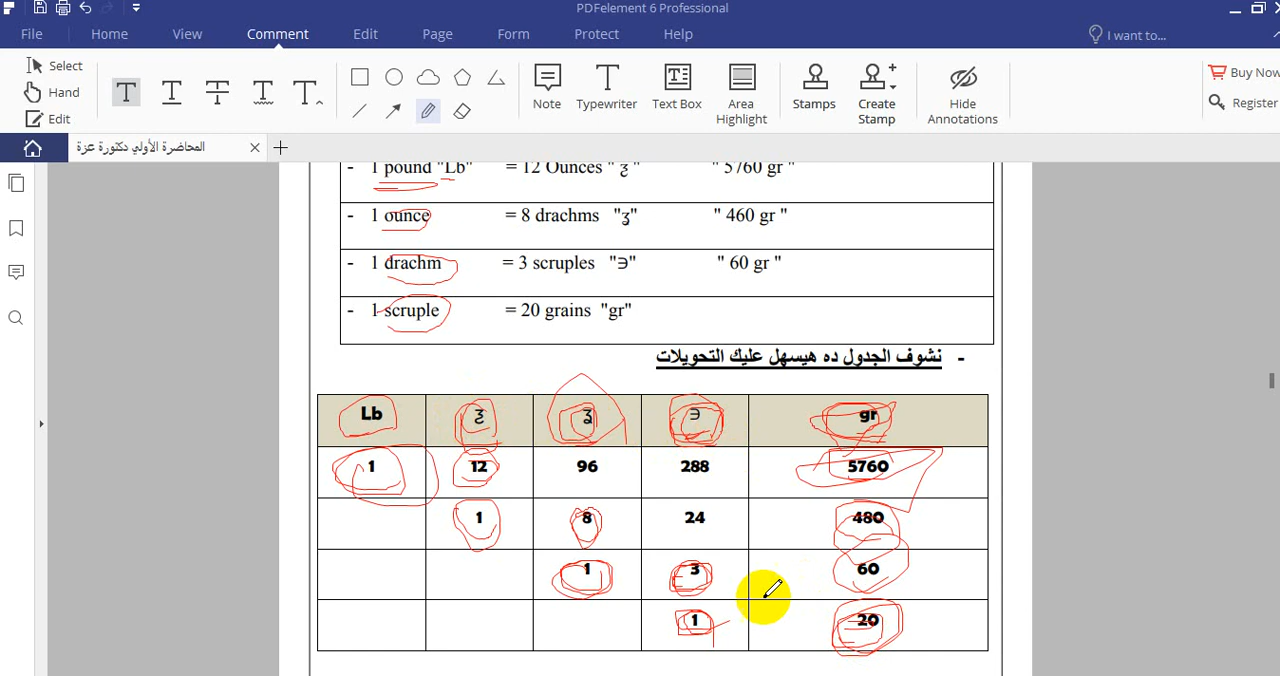 PDFelement 6 Professional
File Home View Comment Edit Page Form Protect Help I want to...
Select
Hand
Edit
Note Typewriter Text Box Area Highlight Stamps Create Stamp Hide Annotations
Buy Now
Register
المحاضرة الأولي دكتورة عزة
- 1 pound "Lb" = 12 Ounces "℥" "5760 gr"
- 1 ounce = 8 drachms "ʒ" "460 gr"
- 1 drachm = 3 scruples "℈" "60 gr"
- 1 scruple = 20 grains "gr"
- نشوف الجدول ده هيسهل عليك التحويلات
Lb ℥ ʒ ℈ gr
1 12 96 288 5760
1 8 24 480
1 3 60
1 20